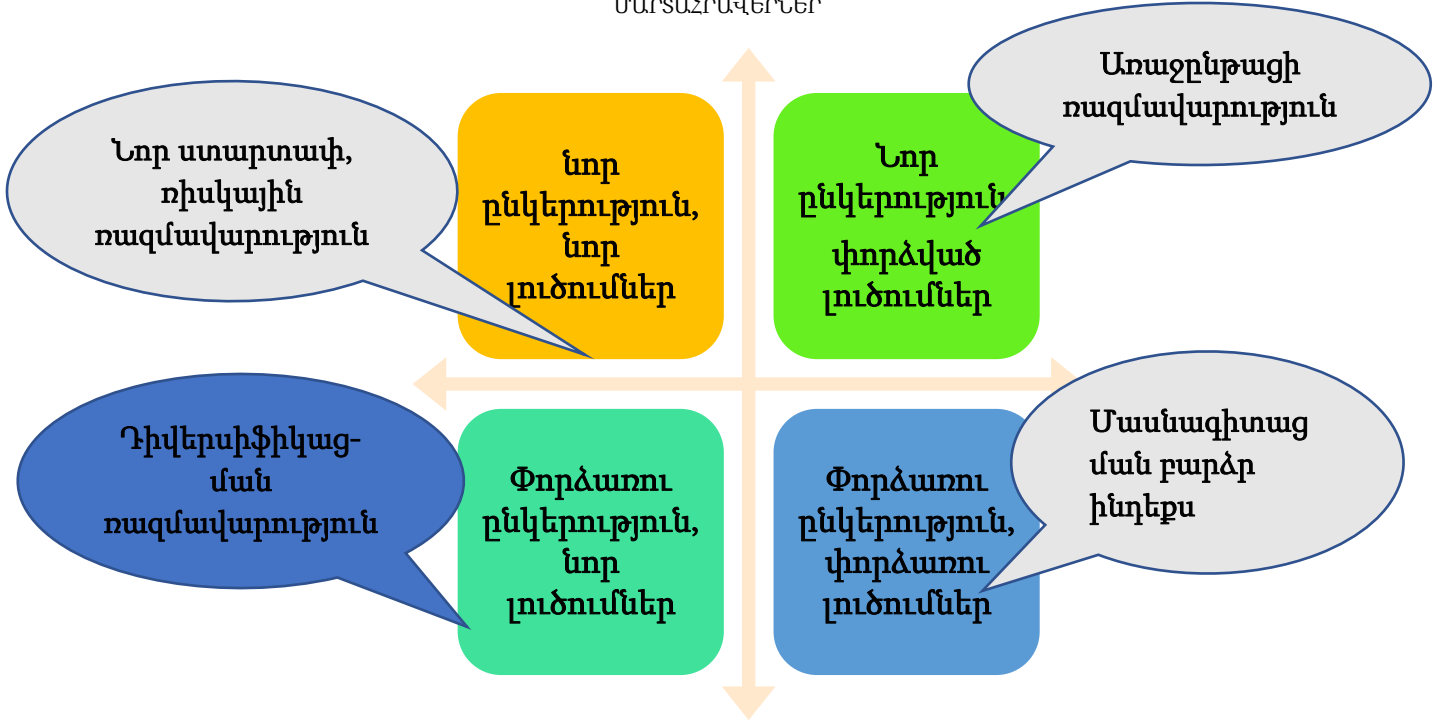 ՄԱՐՏԱՀՐԱՎԵՐՆԵՐ
Առաջընթացի
ռազմավարություն
Նոր ստարտափ,
ռիսկային
ռազմավարություն
նոր
ընկերություն,
նոր
լուծումներ
Նոր
ընկերություն
փորձված
լուծումներ
Դիվերսիֆիկաց-
ման
ռազմավարություն
Փորձառու
ընկերություն,
նոր
լուծումներ
Փորձառու
ընկերություն,
փորձառու
լուծումներ
Մասնագիտաց
ման բարձր
ինդեքս